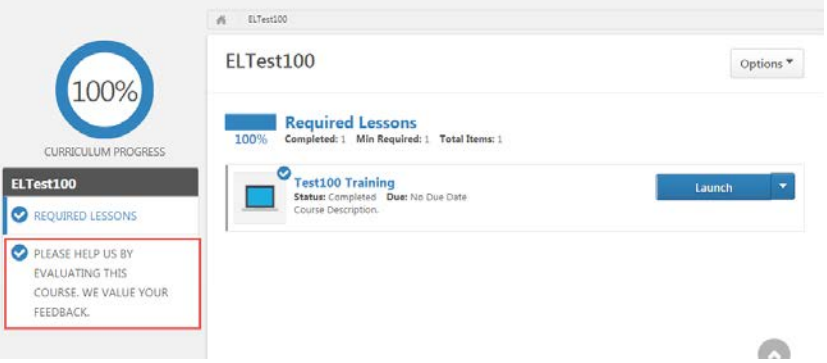 ELTest100
ELTest100
Options
100%
CURRICULUM PROGRESS
Required Lessons
100%
Completed: 1 Min Required: 1 Total Items: 1
ELTest100
REQUIRED LESSONS
PLEASE HELP US BY
EVALUATING THIS
COURSE. WE VALUE YOUR
FEEDBACK.
Test100 Training
Status: Completed Due: No Due Date
Course Description.
Launch